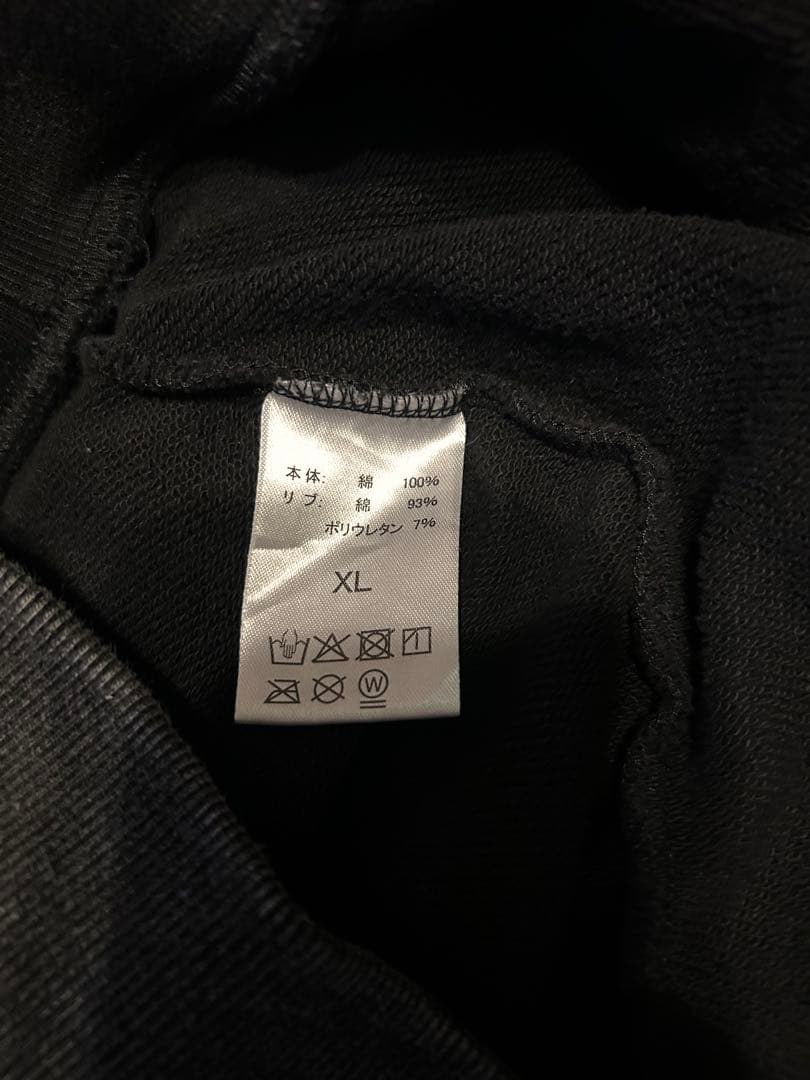 本体: 綿 100%
リブ: 綿 93%
ポリウレタン 7%
XL
W